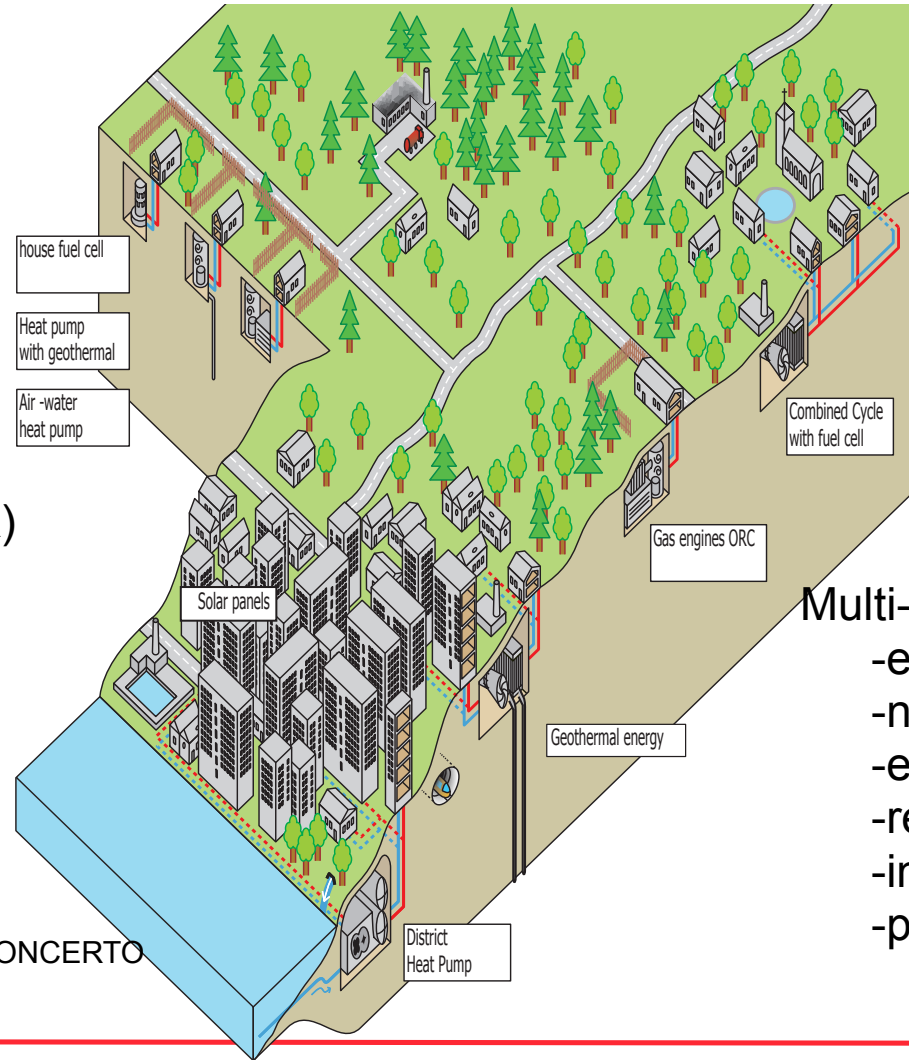 house fuel cell
Heat pump
with geothermal
Air -water
heat pump
)
Solar panels
Combined Cycle
with fuel cell
Gas engines ORC
Geothermal energy
District
Heat Pump
Multi-
-e
-n
-e
-re
-in
-p
ONCERTO